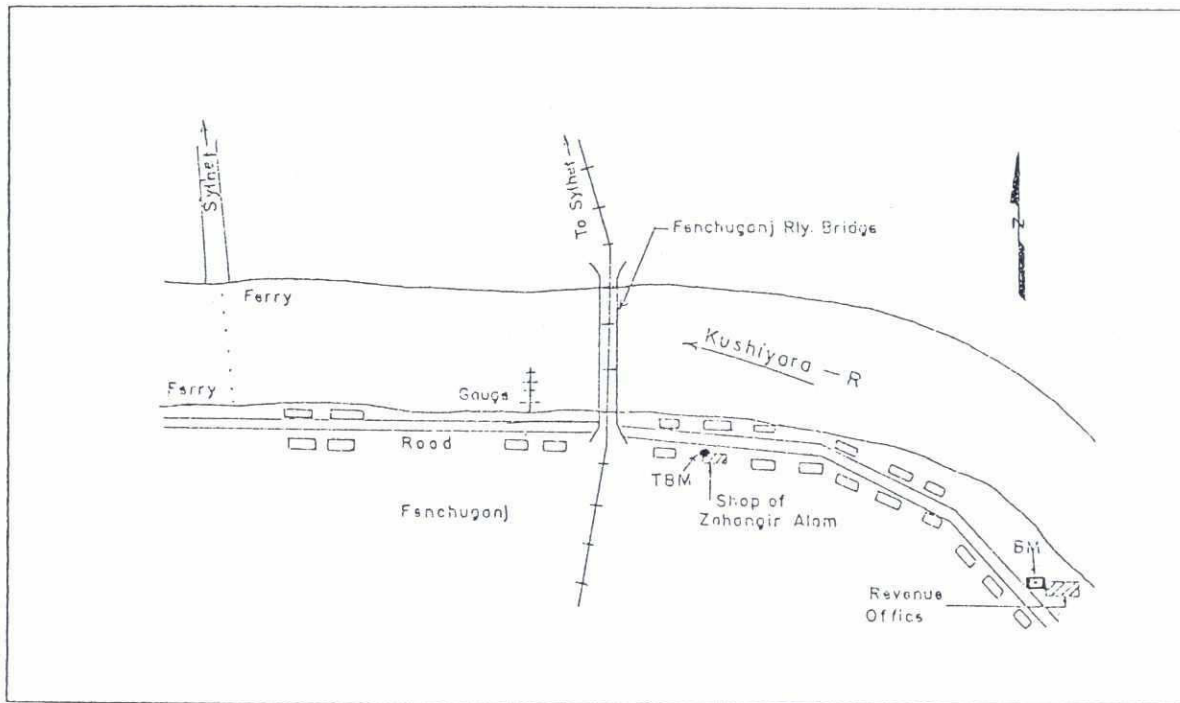 Sylhet
To Sylhet
Fenchuganj Rly. Bridge
N
Ferry
Kushiyara – R
Ferry
Gauge
Road
TBM
Shop of
Zahangir Alam
Fenchuganj
BM
Revenue
Office